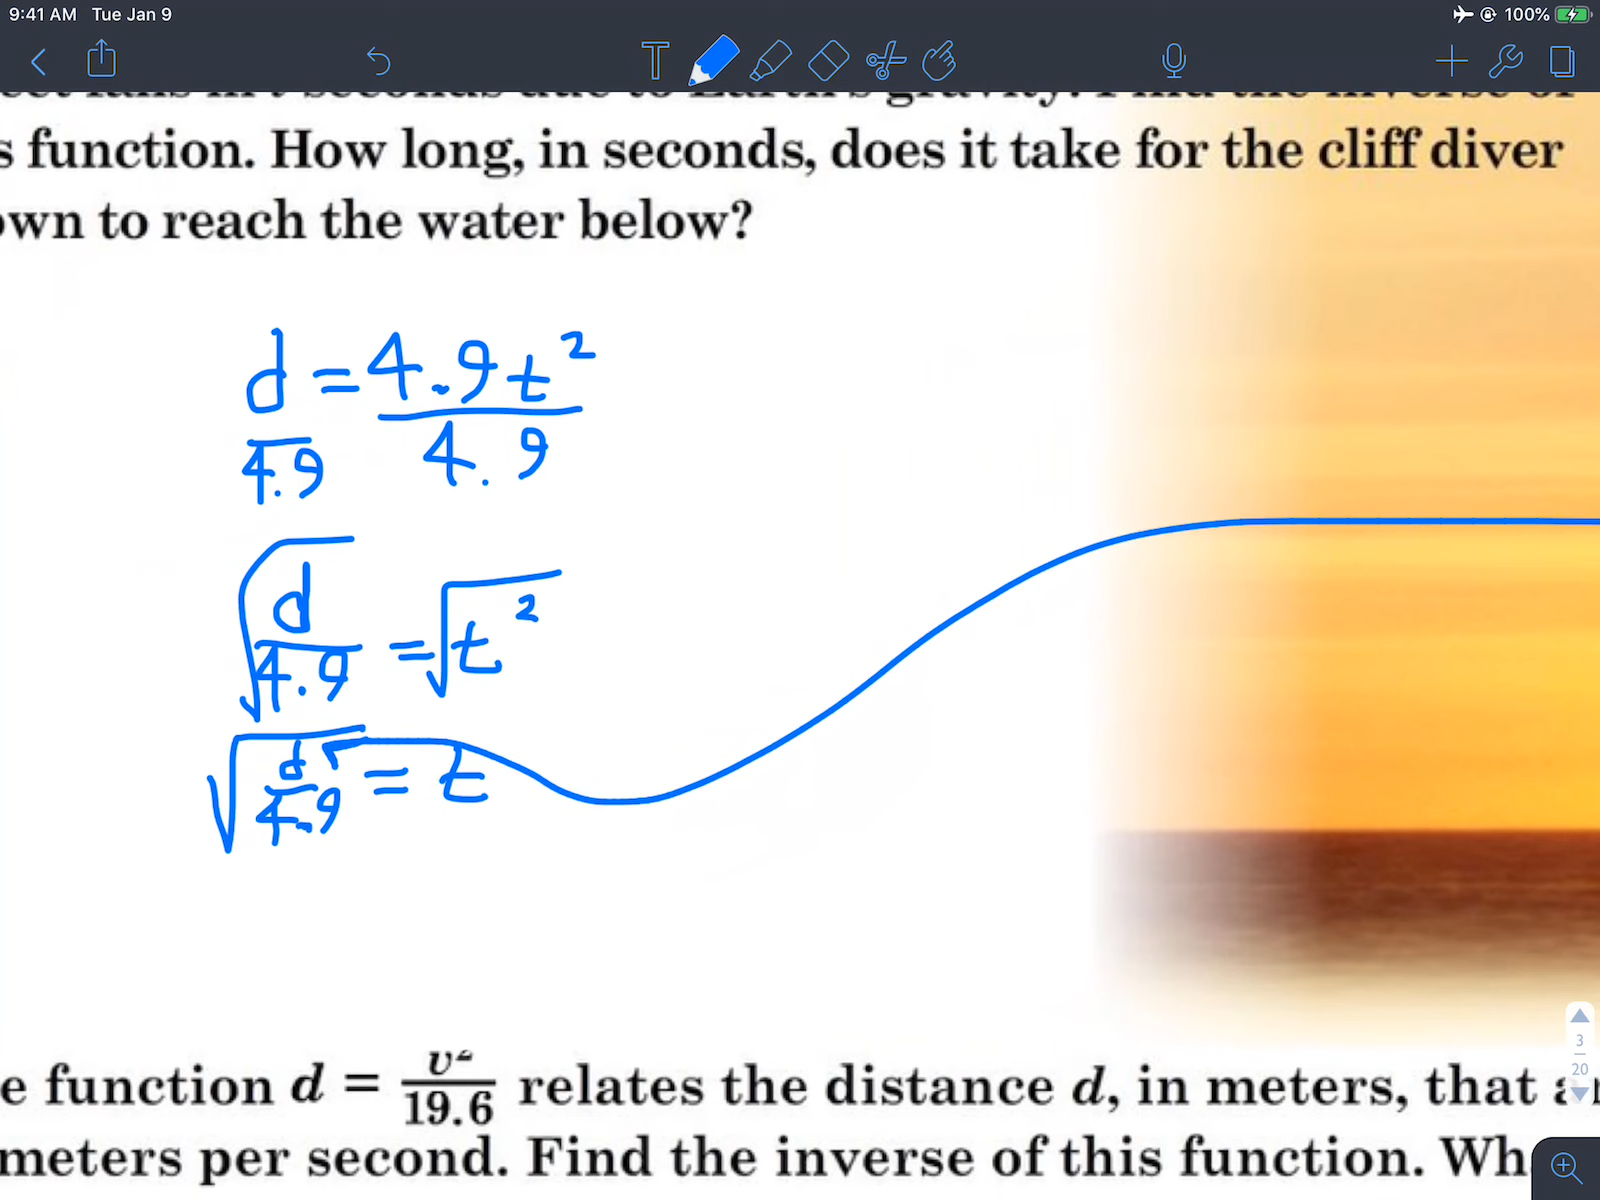 9:41 AM Tue Jan 9 100%
s function. How long, in seconds, does it take for the cliff diver
own to reach the water below?
d = 4.9t²
4.9 4.9
√d/4.9 = √t²
√d/4.9 = t
3
20
e function d = v²/19.6 relates the distance d, in meters, that
meters per second. Find the inverse of this function. Wh